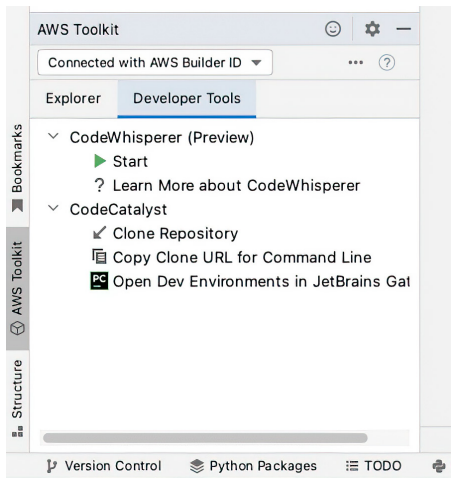 AWS Toolkit
Connected with AWS Builder ID
Explorer
Developer Tools
CodeWhisperer (Preview)
Start
? Learn More about CodeWhisperer
CodeCatalyst
Clone Repository
Copy Clone URL for Command Line
PC Open Dev Environments in JetBrains Gat
Bookmarks
AWS Toolkit
Structure
Version Control
Python Packages
TODO